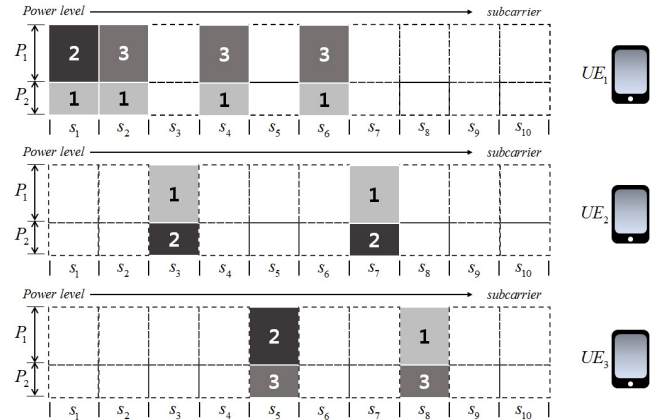 Power level subcarrier
P1 2 3 3 3
UE1
P2 1 1 1 1
s1 s2 s3 s4 s5 s6 s7 s8 s9 s10
Power level subcarrier
P1 1 1
UE2
P2 2 2
s1 s2 s3 s4 s5 s6 s7 s8 s9 s10
Power level subcarrier
P1 2 1
UE3
P2 3 3
s1 s2 s3 s4 s5 s6 s7 s8 s9 s10